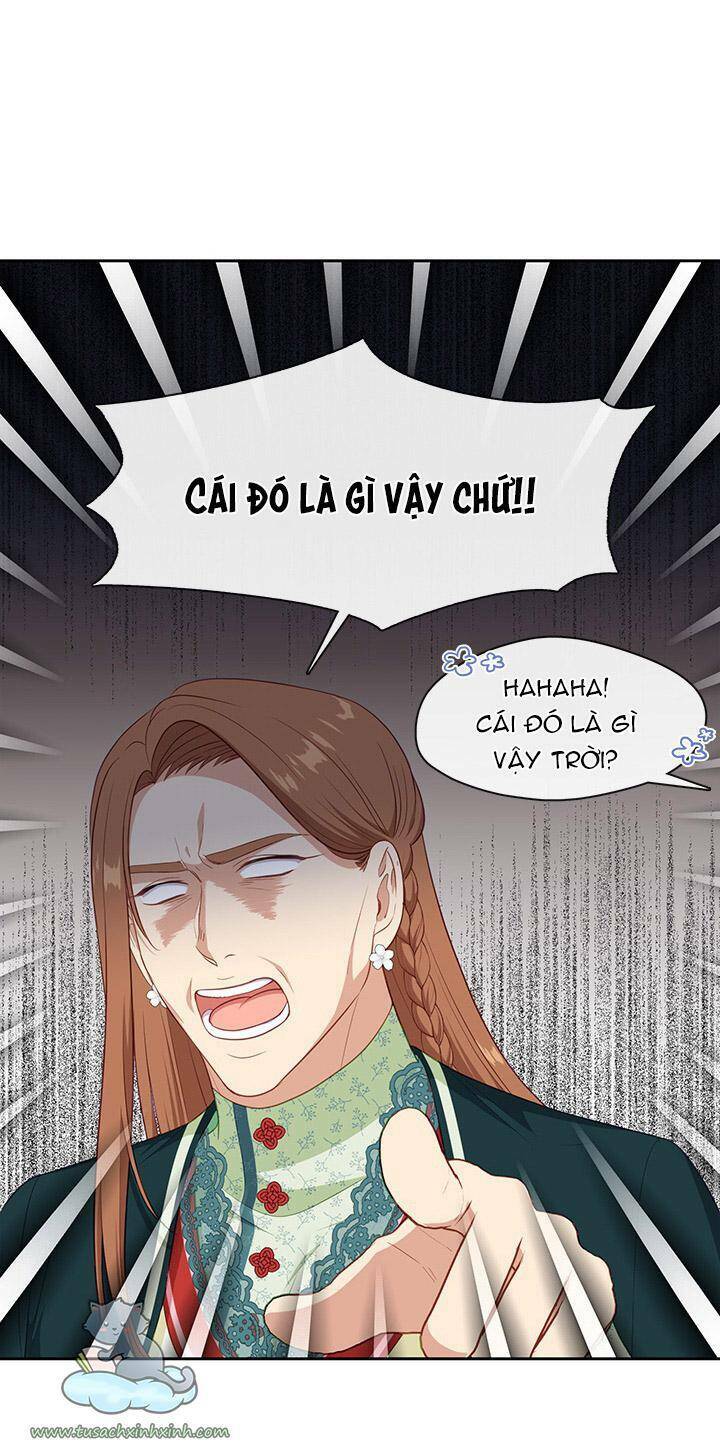 CÁI ĐÓ LÀ GÌ VẬY CHỨ!!
HAHAHA!
CÁI ĐÓ LÀ GÌ
VẬY TRỜI?
www.tusachxinhxinh.com